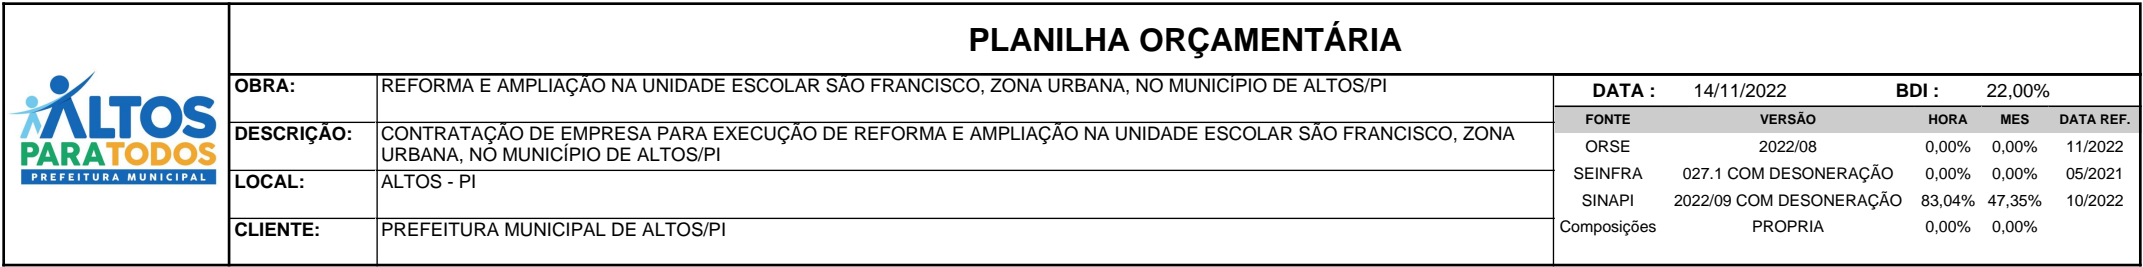 PLANILHA ORÇAMENTÁRIA
ALTOS
PARATODOS
PREFEITURA MUNICIPAL
OBRA: REFORMA E AMPLIAÇÃO NA UNIDADE ESCOLAR SÃO FRANCISCO, ZONA URBANA, NO MUNICÍPIO DE ALTOS/PI
DESCRIÇÃO: CONTRATAÇÃO DE EMPRESA PARA EXECUÇÃO DE REFORMA E AMPLIAÇÃO NA UNIDADE ESCOLAR SÃO FRANCISCO, ZONA
URBANA, NO MUNICÍPIO DE ALTOS/PI
LOCAL: ALTOS - PI
CLIENTE: PREFEITURA MUNICIPAL DE ALTOS/PI
DATA : 14/11/2022 BDI : 22,00%
FONTE VERSÃO HORA MES DATA REF.
ORSE 2022/08 0,00% 0,00% 11/2022
SEINFRA 027.1 COM DESONERAÇÃO 0,00% 0,00% 05/2021
SINAPI 2022/09 COM DESONERAÇÃO 83,04% 47,35% 10/2022
Composições PROPRIA 0,00% 0,00%